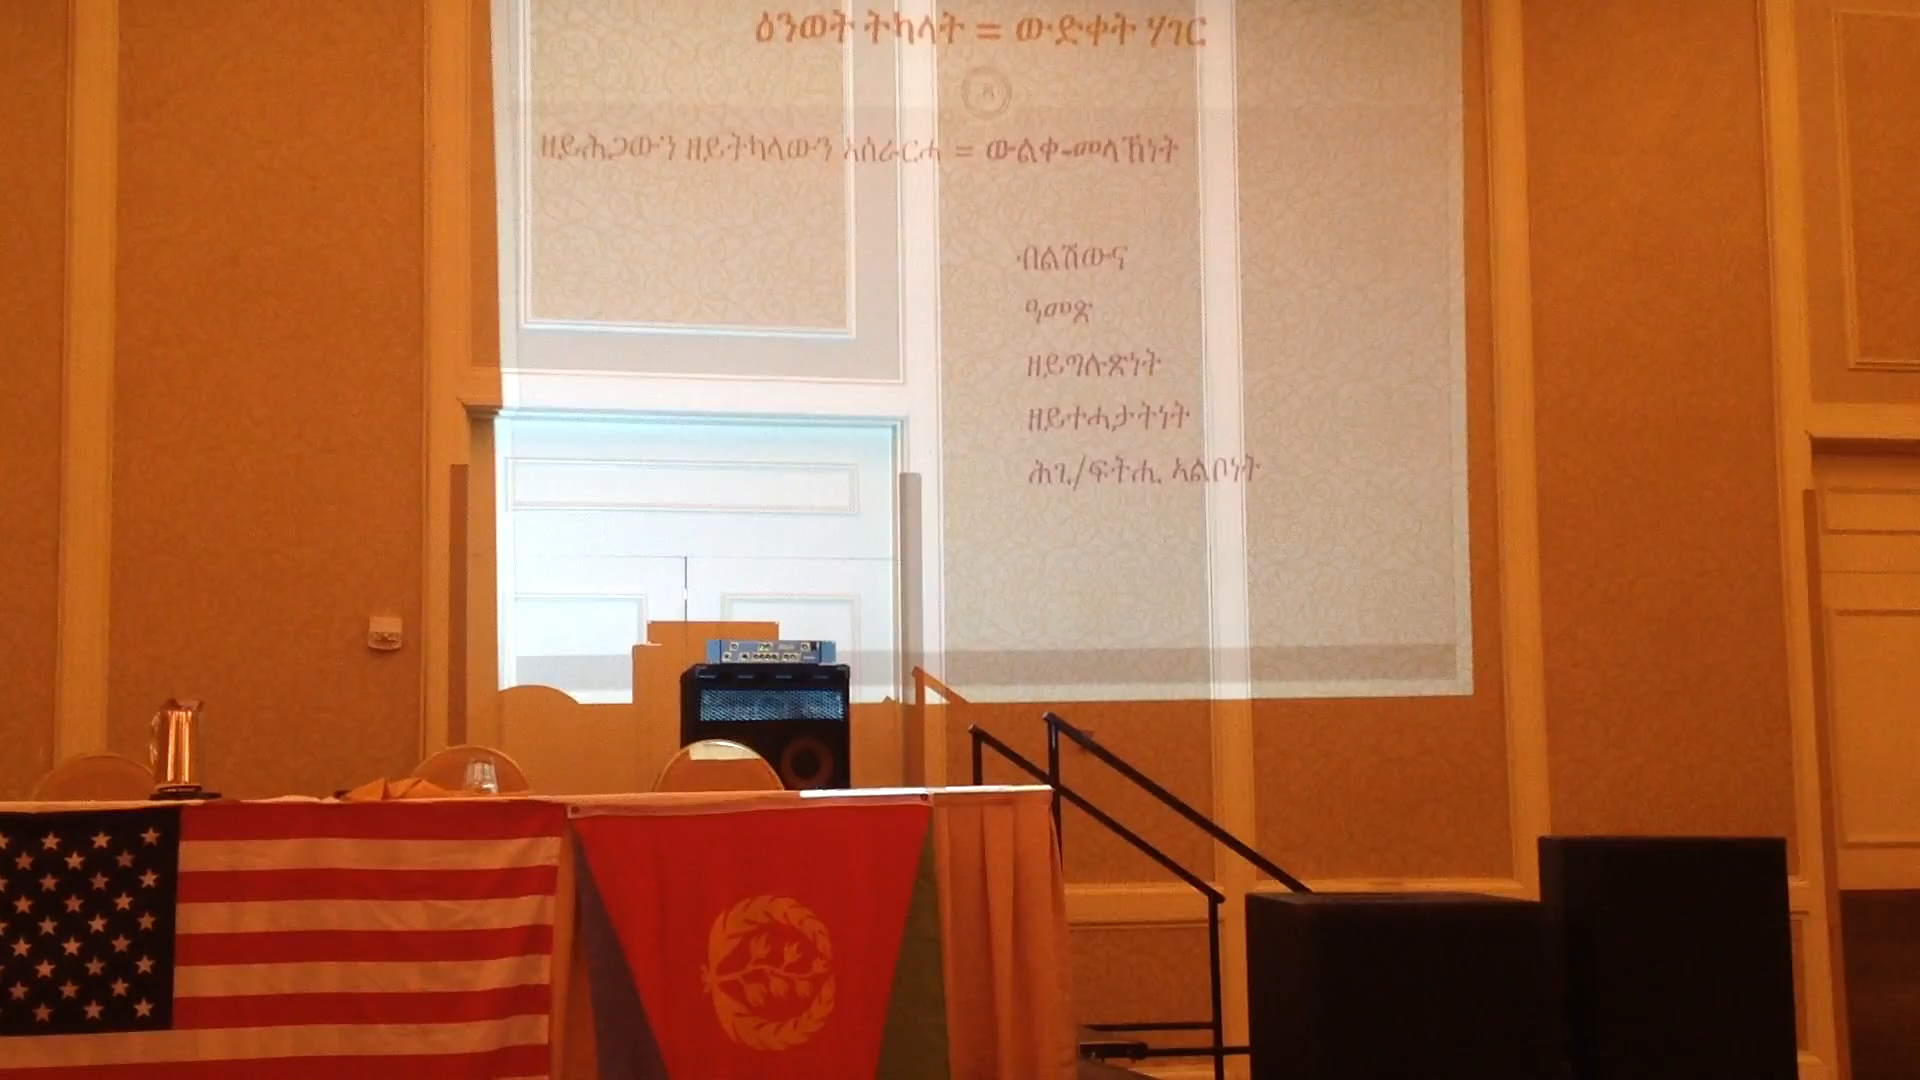 ዕንወት ትካላት = ውድቀት ሃገር
ዘይሕጋውን ዘይትካላውን ኣሰራርሓ = ውልቀ-መላኽነት
ብልሽውና
ዓመጽ
ዘይግሉጽነት
ዘይተሓታትነት
ሕጊ/ፍትሒ ኣልቦነት